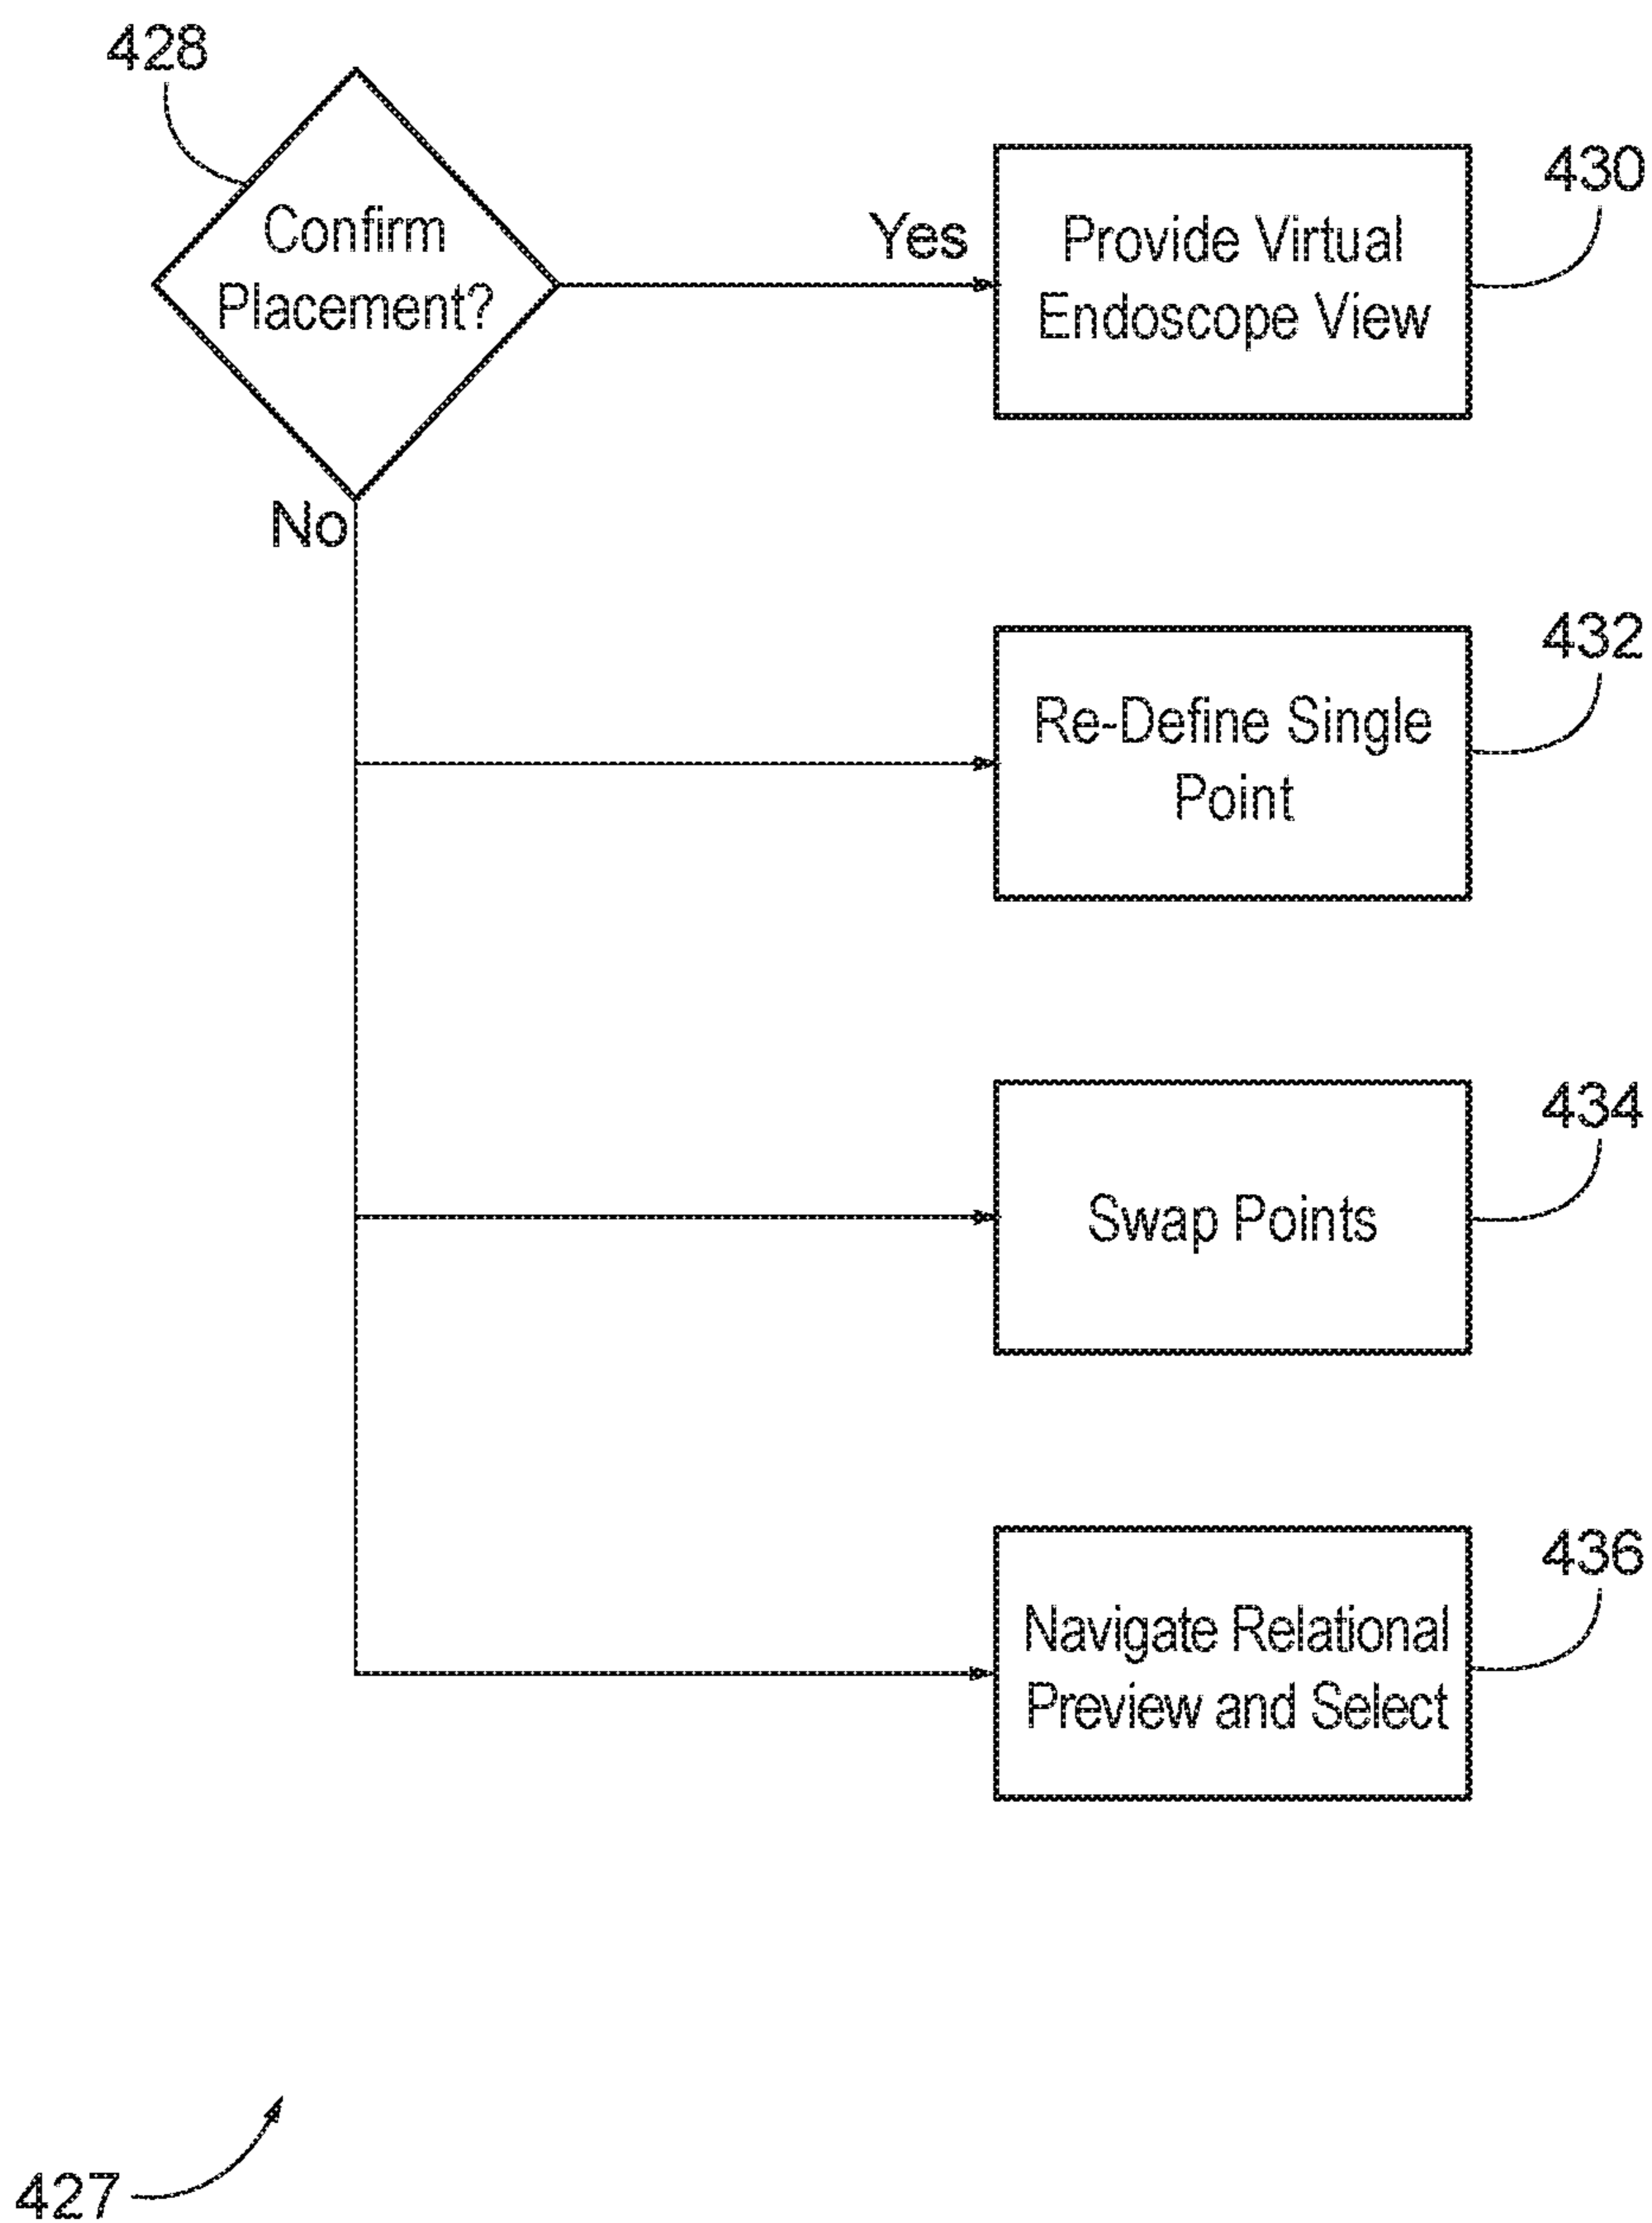 428
Confirm
Placement?
Yes
Provide Virtual
Endoscope View
430
No
Re-Define Single
Point
432
Swap Points
434
Navigate Relational
Preview and Select
436
427